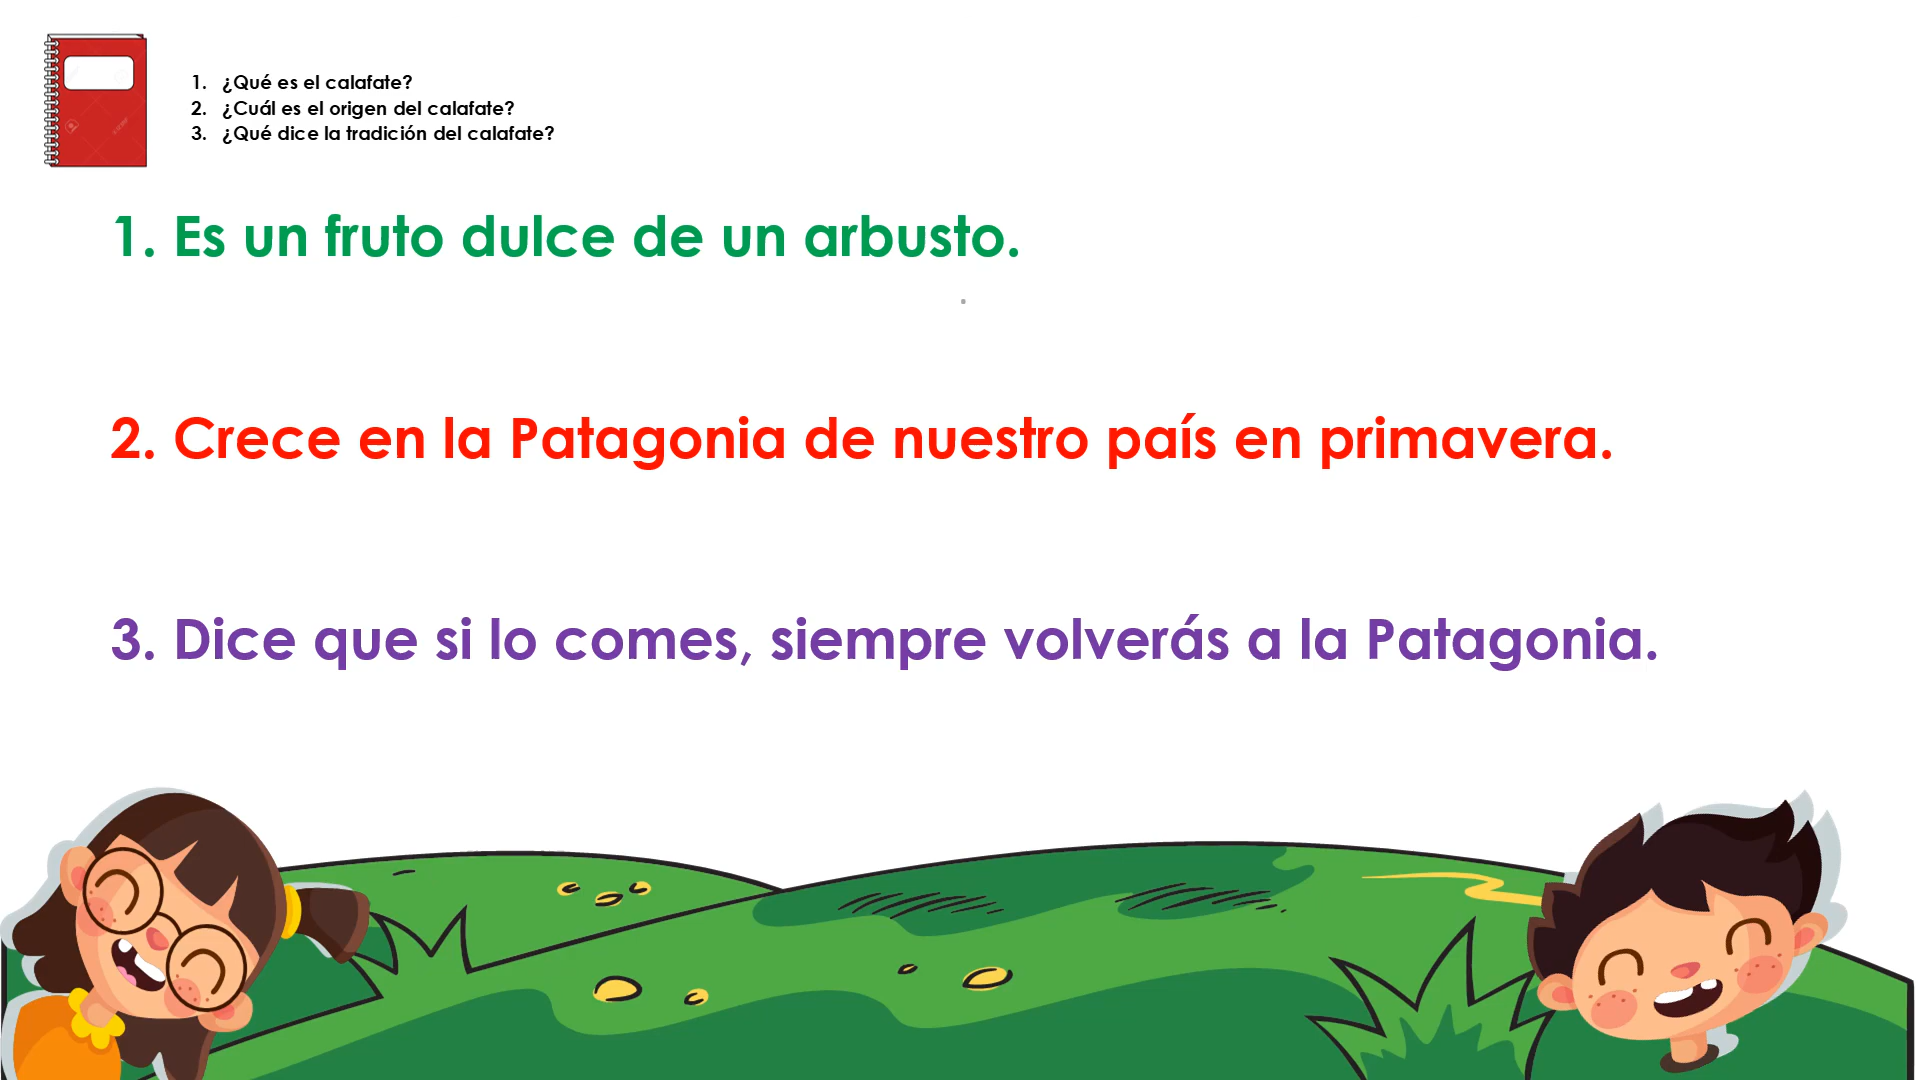 1. ¿Qué es el calafate?
2. ¿Cuál es el origen del calafate?
3. ¿Qué dice la tradición del calafate?
1. Es un fruto dulce de un arbusto.
2. Crece en la Patagonia de nuestro país en primavera.
3. Dice que si lo comes, siempre volverás a la Patagonia.